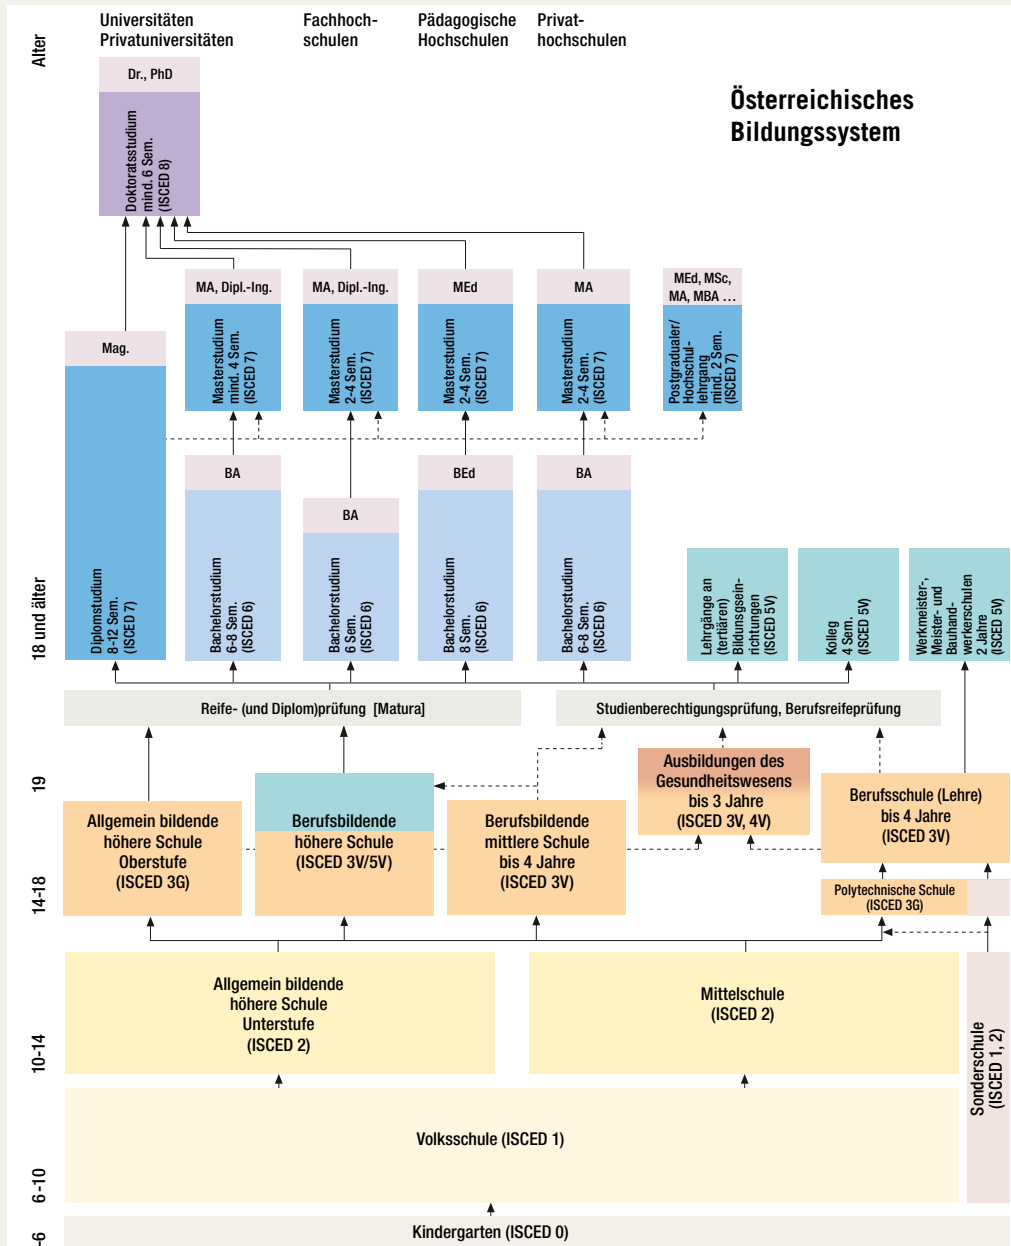 Universitäten
Privatuniversitäten
Fachhoch-
schulen
Pädagogische
Hochschulen
Privat-
hochschulen
Alter
Österreichisches
Bildungssystem
Dr., PhD
Doktoratsstudium
mind. 6 Sem.
(ISCED 8)
Mag.
MA, Dipl.-Ing.
MA, Dipl.-Ing.
MEd
MA
MEd, MSc,
MA, MBA ...
Masterstudium
mind. 4 Sem.
(ISCED 7)
Masterstudium
2-4 Sem.
(ISCED 7)
Masterstudium
2-4 Sem.
(ISCED 7)
Masterstudium
2-4 Sem.
(ISCED 7)
Postgradualer/
Hochschul-
lehrgang
mind. 2 Sem.
(ISCED 7)
BA
BA
BEd
BA
18 und älter
Diplomstudium
8-12 Sem.
(ISCED 7)
Bachelorstudium
6-8 Sem.
(ISCED 6)
Bachelorstudium
6 Sem.
(ISCED 6)
Bachelorstudium
8 Sem.
(ISCED 6)
Bachelorstudium
6-8 Sem.
(ISCED 6)
Lehrgänge an
(tertiären)
Bildungsein-
richtungen
(ISCED 5V)
Kolleg
4 Sem.
(ISCED 5V)
Werkmeister-,
Meister- und
Bauhand-
werkerschulen
2 Jahre
(ISCED 5V)
Reife- (und Diplom)prüfung [Matura]
Studienberechtigungsprüfung, Berufsreifeprüfung
19
14-18
Allgemein bildende
höhere Schule
Oberstufe
(ISCED 3G)
Berufsbildende
höhere Schule
(ISCED 3V/5V)
Berufsbildende
mittlere Schule
bis 4 Jahre
(ISCED 3V)
Ausbildungen des
Gesundheitswesens
bis 3 Jahre
(ISCED 3V, 4V)
Berufsschule (Lehre)
bis 4 Jahre
(ISCED 3V)
Polytechnische Schule
(ISCED 3G)
10-14
Allgemein bildende
höhere Schule
Unterstufe
(ISCED 2)
Mittelschule
(ISCED 2)
Sonderschule
(ISCED 1, 2)
6 -10
Volksschule (ISCED 1)
-6
Kindergarten (ISCED 0)